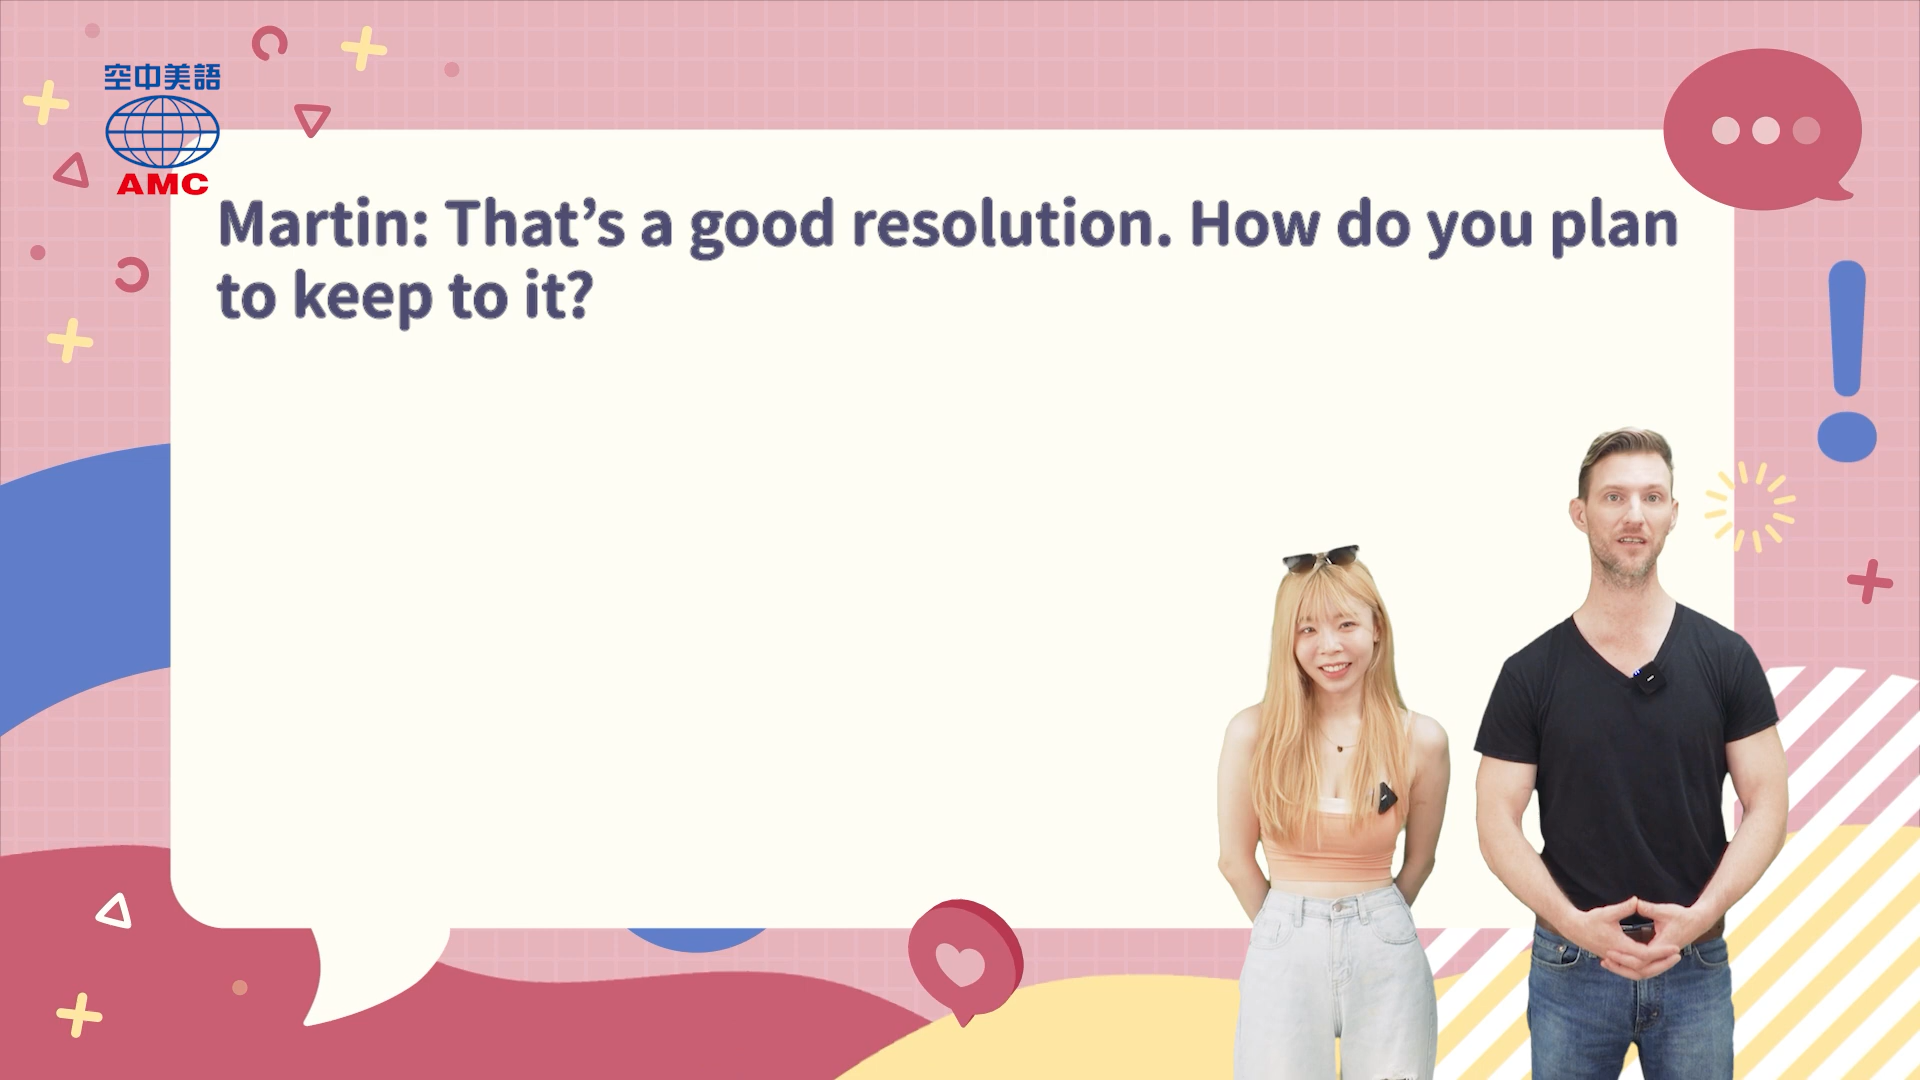 空中美語
AMC
Martin: That’s a good resolution. How do you plan
to keep to it?